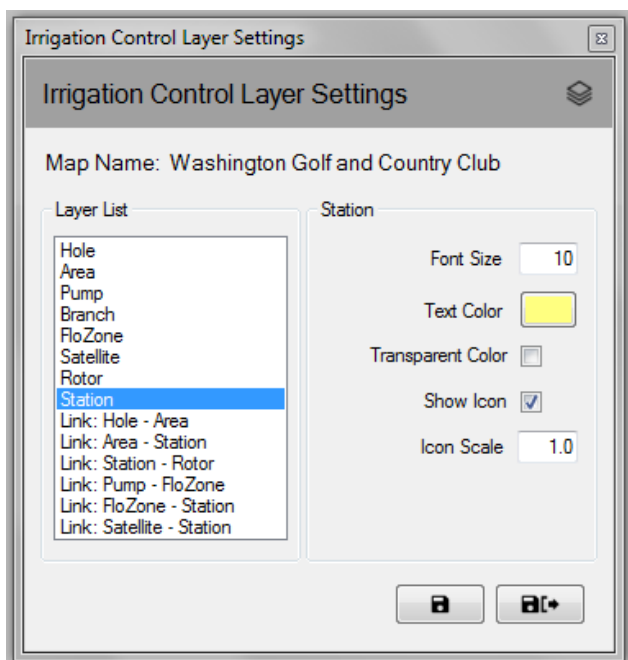 Irrigation Control Layer Settings
Irrigation Control Layer Settings
Map Name: Washington Golf and Country Club
Layer List
Hole
Area
Pump
Branch
FloZone
Satellite
Rotor
Station
Link: Hole - Area
Link: Area - Station
Link: Station - Rotor
Link: Pump - FloZone
Link: FloZone - Station
Link: Satellite - Station
Station
Font Size 10
Text Color
Transparent Color
Show Icon
Icon Scale 1.0